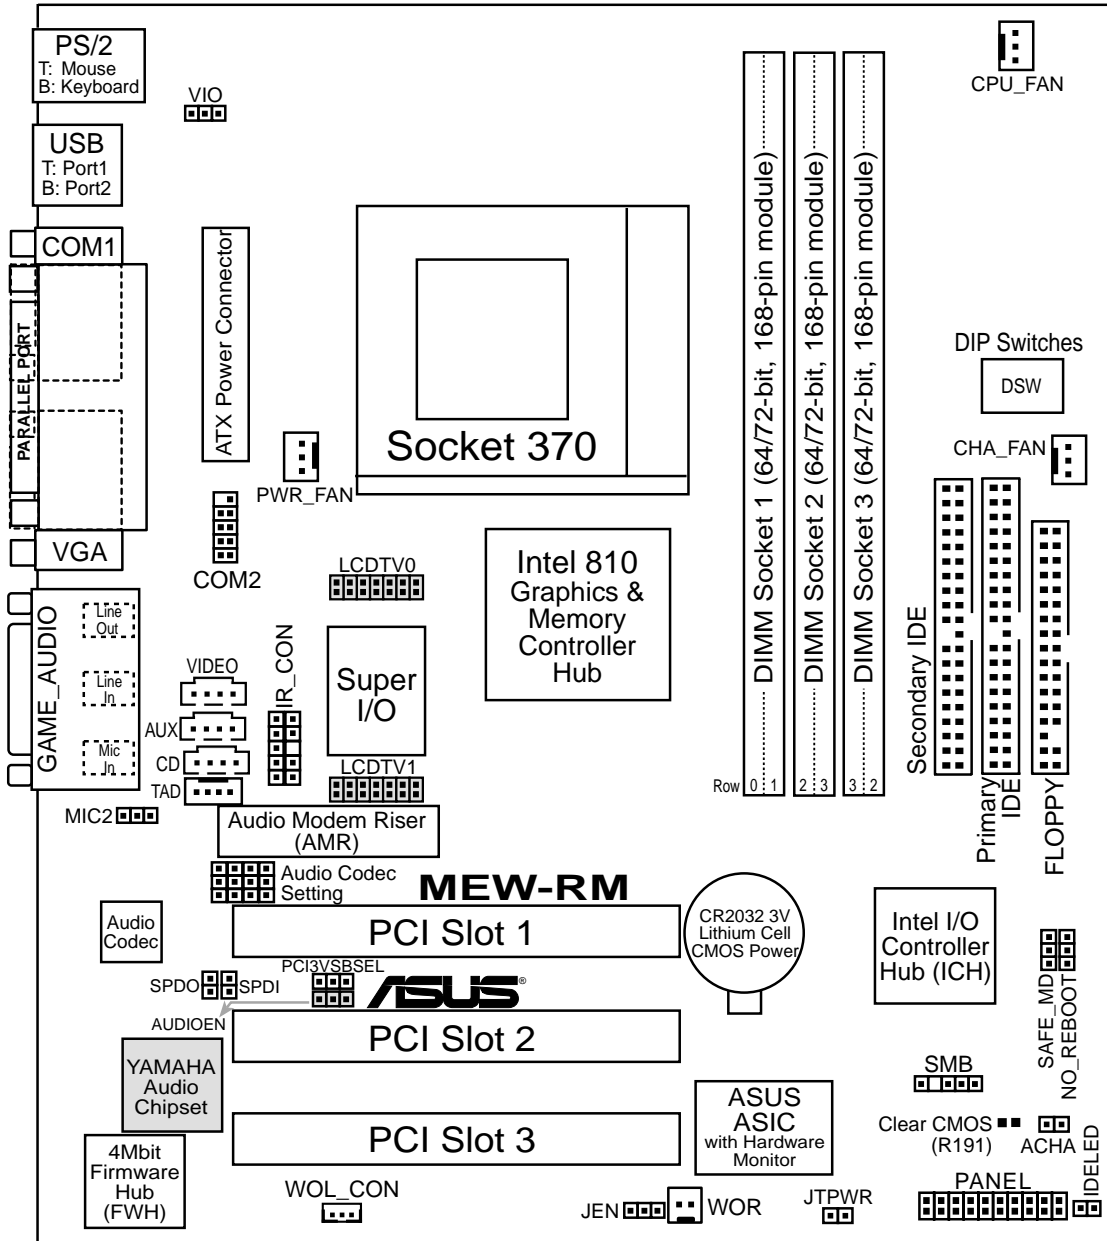 PS/2
T: Mouse
B: Keyboard
VIO
CPU_FAN
USB
T: Port1
B: Port2
COM1
PARALLEL PORT
VGA
ATX Power Connector
PWR_FAN
COM2
Socket 370
DIMM Socket 1 (64/72-bit, 168-pin module)
DIMM Socket 2 (64/72-bit, 168-pin module)
DIMM Socket 3 (64/72-bit, 168-pin module)
Row 0 1 2 3 3 2
DIP Switches
DSW
CHA_FAN
Secondary IDE
Primary
IDE
FLOPPY
LCDTV0
Intel 810
Graphics &
Memory
Controller
Hub
GAME_AUDIO
Line
Out
Line
In
Mic
In
VIDEO
AUX
CD
TAD
IR_CON
Super
I/O
LCDTV1
MIC2
Audio Modem Riser
(AMR)
Audio Codec
Setting
MEW-RM
Audio
Codec
PCI Slot 1
CR2032 3V
Lithium Cell
CMOS Power
Intel I/O
Controller
Hub (ICH)
SAFE_MD
NO_REBOOT
SPDO
SPDI
PCI3VSBSEL
ASUS®
AUDIOEN
PCI Slot 2
YAMAHA
Audio
Chipset
SMB
ASUS
ASIC
with Hardware
Monitor
Clear CMOS
(R191)
ACHA
IDELED
PCI Slot 3
4Mbit
Firmware
Hub
(FWH)
WOL_CON
JEN
WOR
JTPWR
PANEL